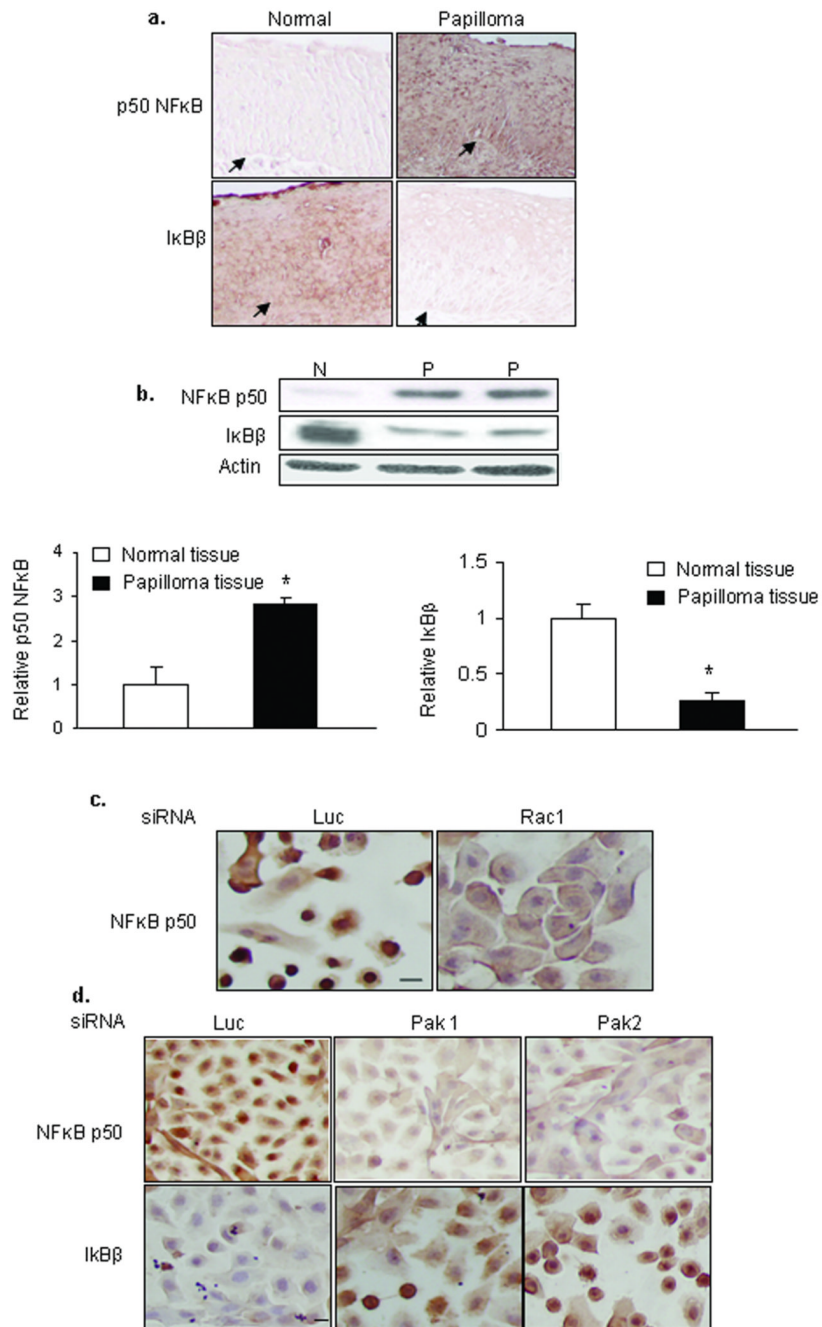 a.
Normal Papilloma
p50 NFκB
IκBβ
b.
N P P
NFκB p50
IκBβ
Actin
Relative p50 NFκB
4
3
2
1
0
Normal tissue
Papilloma tissue
*
Relative IκBβ
1.5
1
0.5
0
Normal tissue
Papilloma tissue
*
c.
siRNA Luc Rac1
NFκB p50
d.
siRNA Luc Pak 1 Pak2
NFκB p50
IkBβ